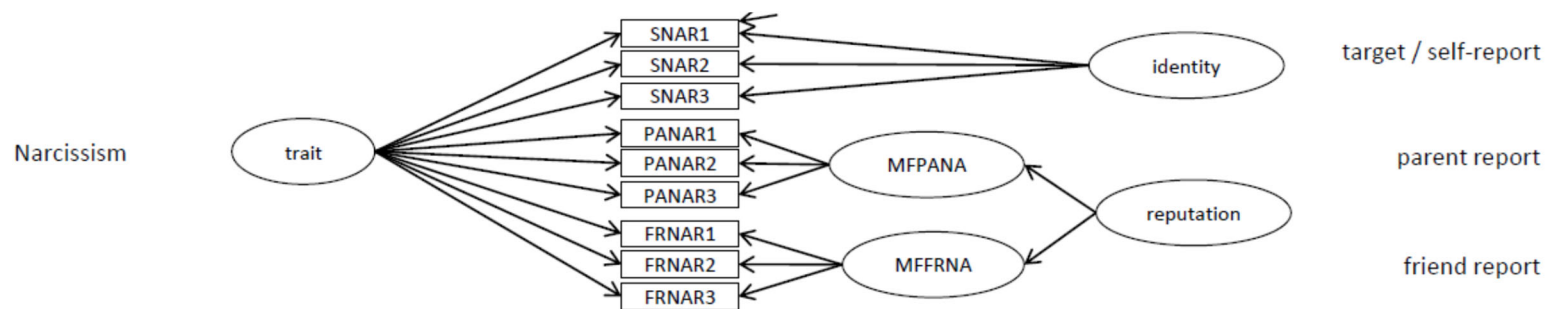 SNAR1
SNAR2
SNAR3
identity
target / self-report
Narcissism
trait
PANAR1
PANAR2
PANAR3
MFPANA
parent report
reputation
FRNAR1
FRNAR2
FRNAR3
MFFRNA
friend report